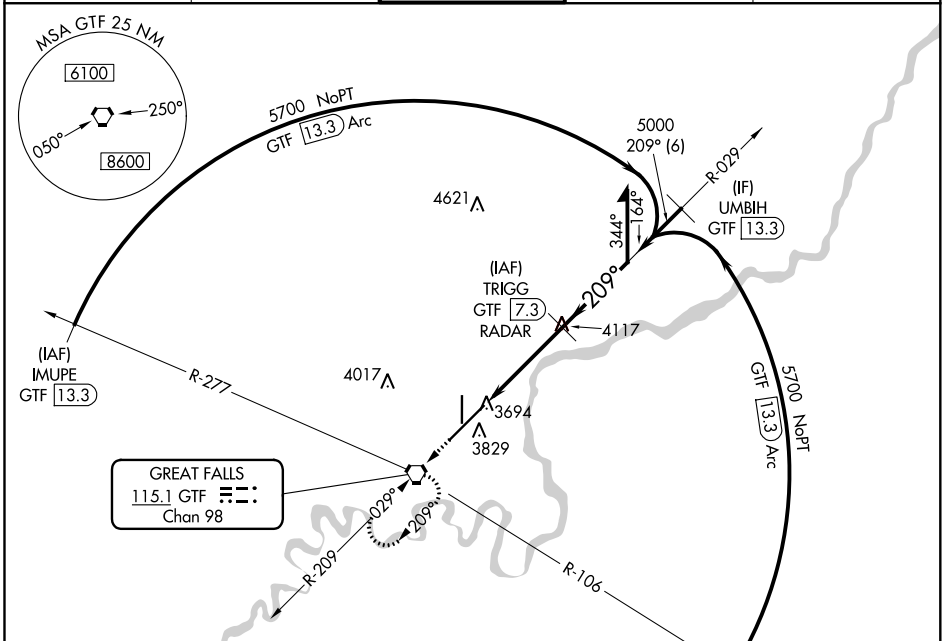 MSA GTF 25 NM
6100
250°
050°
8600
5700 NoPT
GTF 13.3 Arc
5000
209° (6)
R-029
(IF)
UMBIH
GTF 13.3
4621
344°
164°
209°
(IAF)
TRIGG
GTF 7.3
RADAR
4117
(IAF)
IMUPE
GTF 13.3
R-277
4017
3694
3829
5700 NoPT
GTF 13.3 Arc
GREAT FALLS
115.1 GTF
Chan 98
029°
209°
R-209
R-106